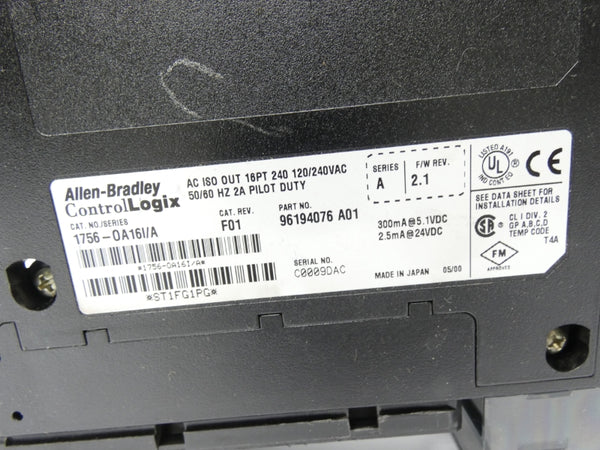 Allen-Bradley
ControlLogix
AC ISO OUT 16PT 240 120/240VAC
50/60 HZ 2A PILOT DUTY
SERIES
A
F/W REV.
2.1
CAT. NO./SERIES
1756-OA16I/A
CAT. REV.
F01
PART NO.
96194076 A01
300mA@5.1VDC
2.5mA@24VDC
*1756-OA16I/A*
*ST1FG1PG*
SERIAL NO.
C0009DAC
MADE IN JAPAN
05/00
LISTED A191
UL
CE
SEE DATA SHEET FOR
INSTALLATION DETAILS
SA
CL I DIV. 2
GP A,B,C,D
TEMP CODE
T4A
FM
APPROVED